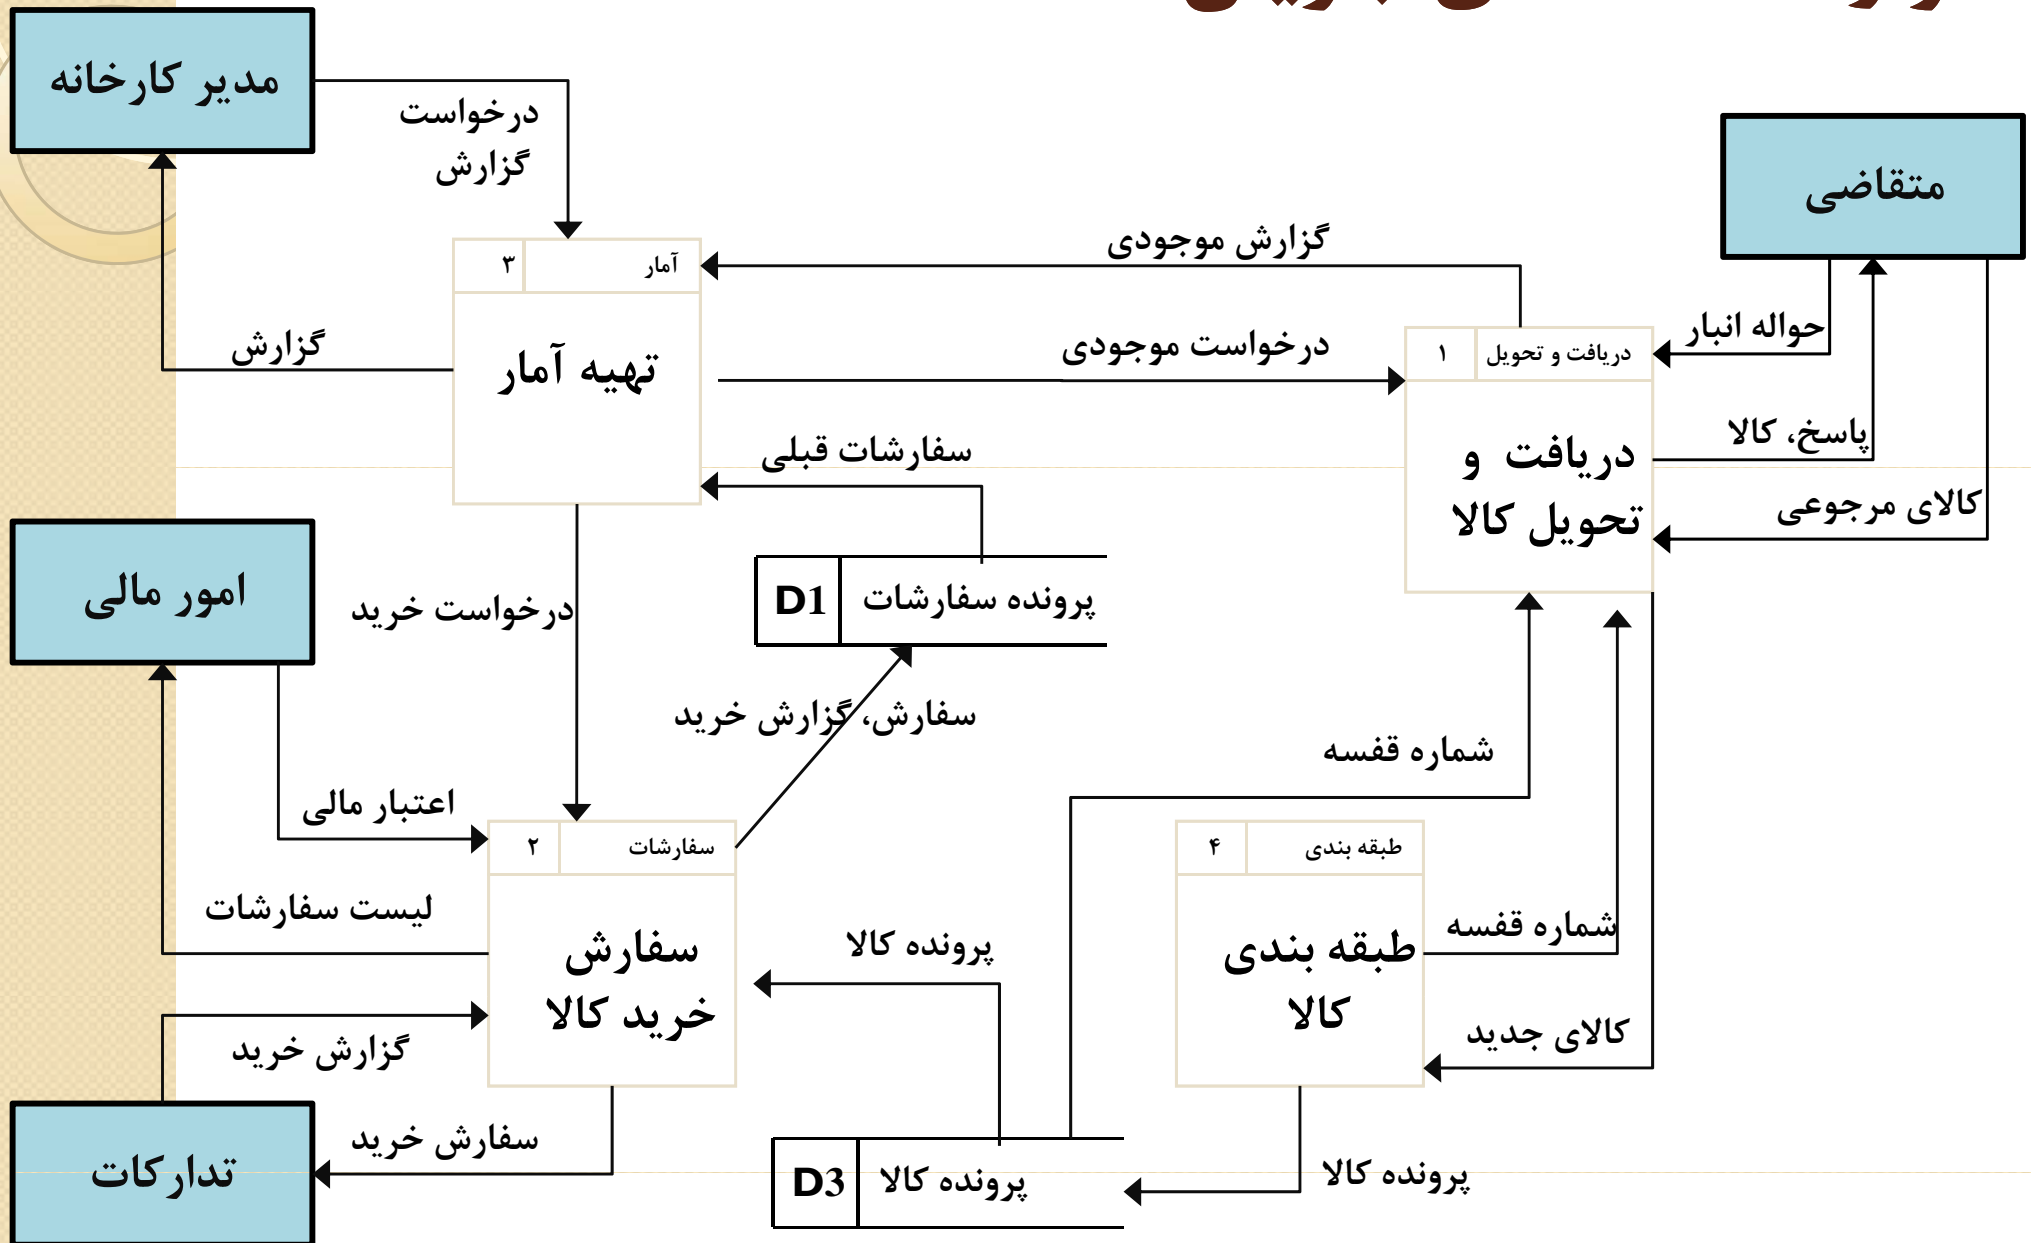 مدیر کارخانه
درخواست
گزارش
متقاضی
گزارش موجودی
۳
آمار
تهیه آمار
گزارش
حواله انبار
درخواست موجودی
۱
دریافت و تحویل
دریافت و
تحویل کالا
پاسخ، کالا
کالای مرجوعی
سفارشات قبلی
امور مالی
درخواست خرید
D1
پرونده سفارشات
سفارش، گزارش خرید
شماره قفسه
اعتبار مالی
۲
سفارشات
سفارش
خرید کالا
۴
طبقه بندی
طبقه بندی
کالا
لیست سفارشات
پرونده کالا
شماره قفسه
گزارش خرید
کالای جدید
سفارش خرید
تدارکات
D3
پرونده کالا
پرونده کالا